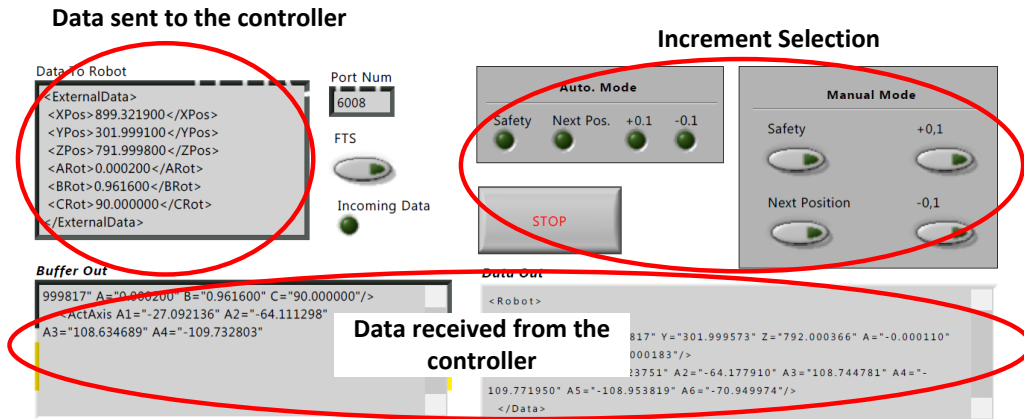 Data sent to the controller
Increment Selection
Data To Robot
<ExternalData>
<XPos>899.321900</XPos>
<YPos>301.999100</YPos>
<ZPos>791.999800</ZPos>
<ARot>0.000200</ARot>
<BRot>0.961600</BRot>
<CRot>90.000000</CRot>
</ExternalData>
Port Num
6008
FTS
Incoming Data
Auto. Mode
Safety Next Pos. +0.1 -0.1
STOP
Manual Mode
Safety +0,1
Next Position -0,1
Buffer Out
999817" A="0.000200" B="0.961600" C="90.000000"/>
<ActAxis A1="-27.092136" A2="-64.111298"
A3="108.634689" A4="-109.732803"
Data received from the
controller
Data Out
<Robot>
817" Y="301.999573" Z="792.000366" A="-0.000110"
000183"/>
23751" A2="-64.177910" A3="108.744781" A4="-
109.771950" A5="-108.953819" A6="-70.949974"/>
</Data>